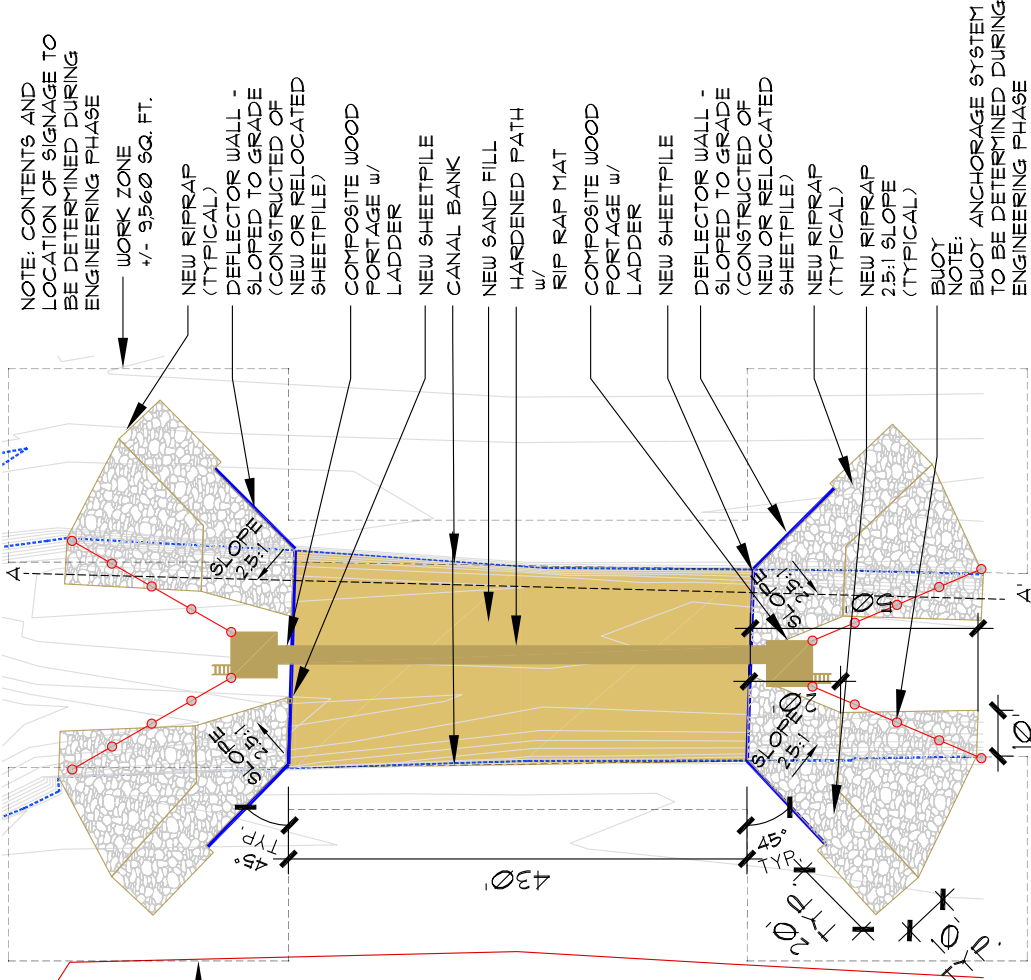 NOTE: CONTENTS AND
LOCATION OF SIGNAGE TO
BE DETERMINED DURING
ENGINEERING PHASE
WORK ZONE
+/- 9,560 SQ. FT.
NEW RIPRAP
(TYPICAL)
DEFLECTOR WALL -
SLOPED TO GRADE
(CONSTRUCTED OF
NEW OR RELOCATED
SHEETPILE)
COMPOSITE WOOD
PORTAGE w/
LADDER
NEW SHEETPILE
CANAL BANK
NEW SAND FILL
HARDENED PATH
w/
RIP RAP MAT
COMPOSITE WOOD
PORTAGE w/
LADDER
NEW SHEETPILE
DEFLECTOR WALL -
SLOPED TO GRADE
(CONSTRUCTED OF
NEW OR RELOCATED
SHEETPILE)
NEW RIPRAP
(TYPICAL)
NEW RIPRAP
2.5:1 SLOPE
(TYPICAL)
BUOY
NOTE:
BUOY ANCHORAGE SYSTEM
TO BE DETERMINED DURING
ENGINEERING PHASE
A
SLOPE
2.5:1
SLOPE
2.5:1
SLOPE
2.5:1
SLOPE
2.5:1
A'
50
20
10'
45°
TYP.
45°
TYP.
430'
20'
TYP.
10'
TYP.